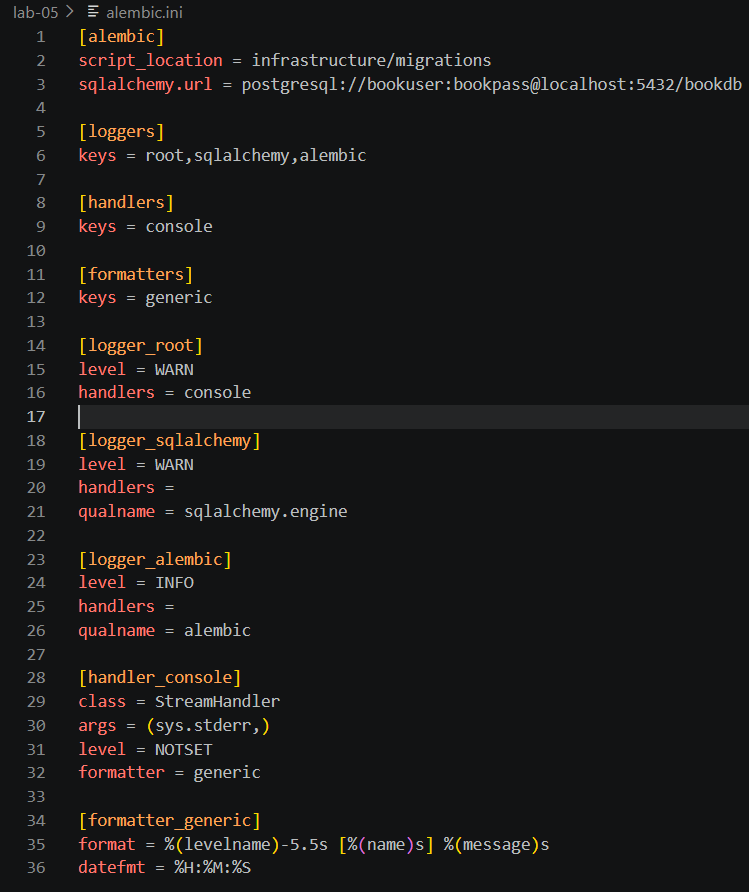 lab-05 > alembic.ini
1 [alembic]
2 script_location = infrastructure/migrations
3 sqlalchemy.url = postgresql://bookuser:bookpass@localhost:5432/bookdb
4
5 [loggers]
6 keys = root,sqlalchemy,alembic
7
8 [handlers]
9 keys = console
10
11 [formatters]
12 keys = generic
13
14 [logger_root]
15 level = WARN
16 handlers = console
17
18 [logger_sqlalchemy]
19 level = WARN
20 handlers =
21 qualname = sqlalchemy.engine
22
23 [logger_alembic]
24 level = INFO
25 handlers =
26 qualname = alembic
27
28 [handler_console]
29 class = StreamHandler
30 args = (sys.stderr,)
31 level = NOTSET
32 formatter = generic
33
34 [formatter_generic]
35 format = %(levelname)-5.5s [%(name)s] %(message)s
36 datefmt = %H:%M:%S